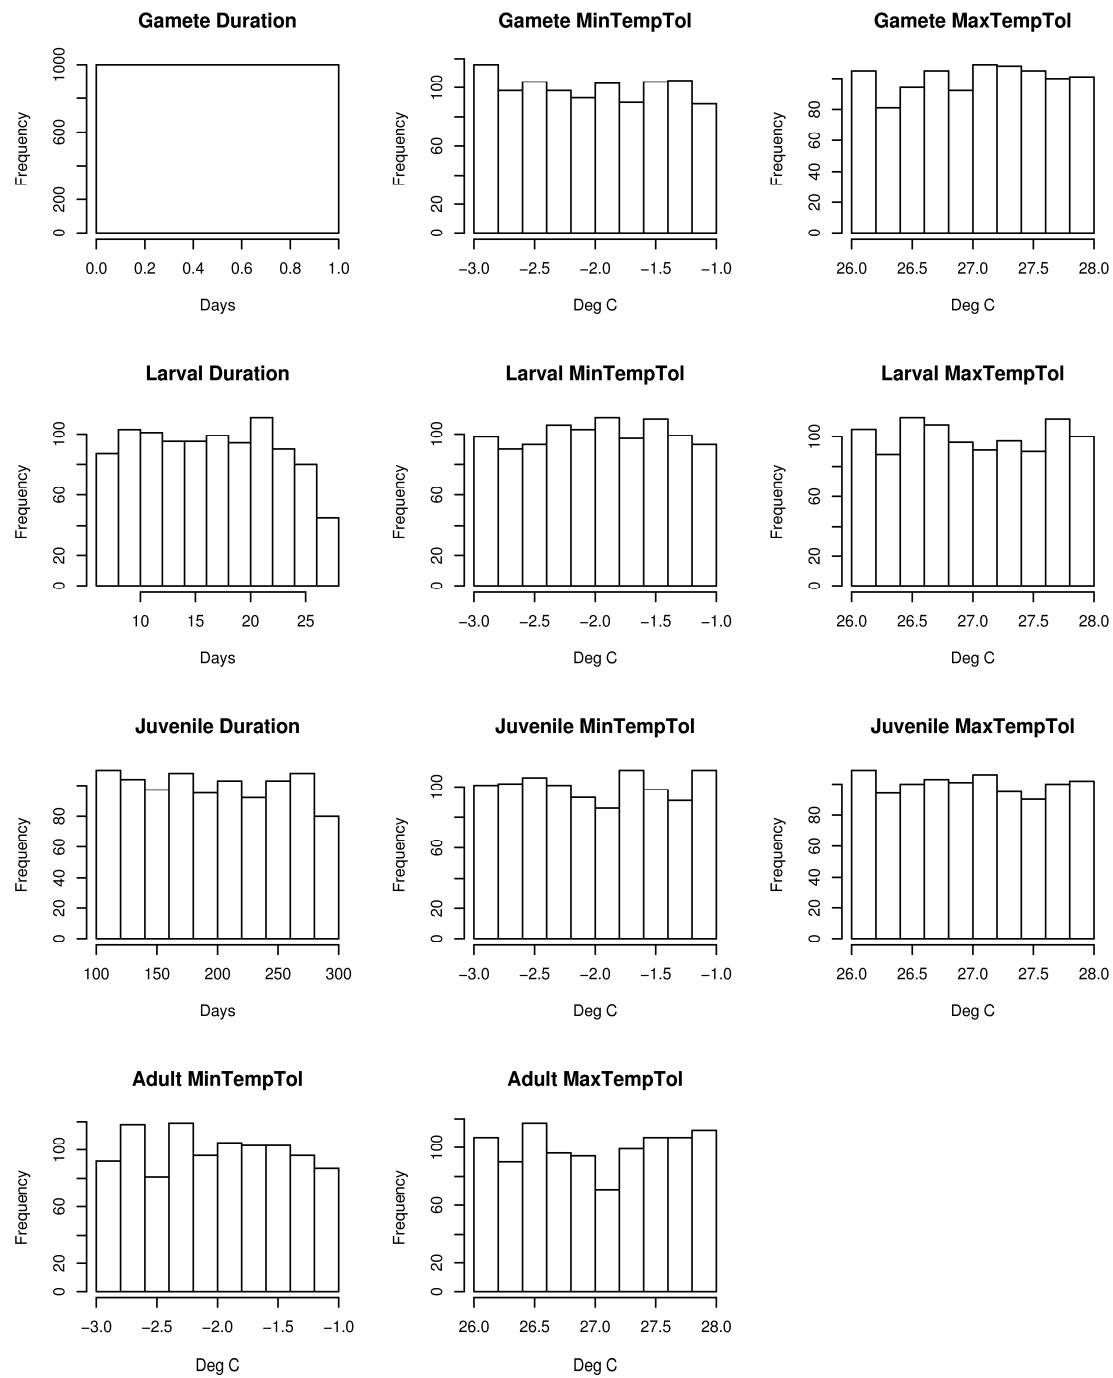 Gamete Duration
Frequency
0 200 600 1000
0.0 0.2 0.4 0.6 0.8 1.0
Days
Gamete MinTempTol
Frequency
0 20 60 100
−3.0 −2.5 −2.0 −1.5 −1.0
Deg C
Gamete MaxTempTol
Frequency
0 20 40 60 80
26.0 26.5 27.0 27.5 28.0
Deg C
Larval Duration
Frequency
0 20 60 100
10 15 20 25
Days
Larval MinTempTol
Frequency
0 20 60 100
−3.0 −2.5 −2.0 −1.5 −1.0
Deg C
Larval MaxTempTol
Frequency
0 20 60 100
26.0 26.5 27.0 27.5 28.0
Deg C
Juvenile Duration
Frequency
0 20 40 60 80
100 150 200 250 300
Days
Juvenile MinTempTol
Frequency
0 20 60 100
−3.0 −2.5 −2.0 −1.5 −1.0
Deg C
Juvenile MaxTempTol
Frequency
0 20 40 60 80
26.0 26.5 27.0 27.5 28.0
Deg C
Adult MinTempTol
Frequency
0 20 60 100
−3.0 −2.5 −2.0 −1.5 −1.0
Deg C
Adult MaxTempTol
Frequency
0 20 60 100
26.0 26.5 27.0 27.5 28.0
Deg C